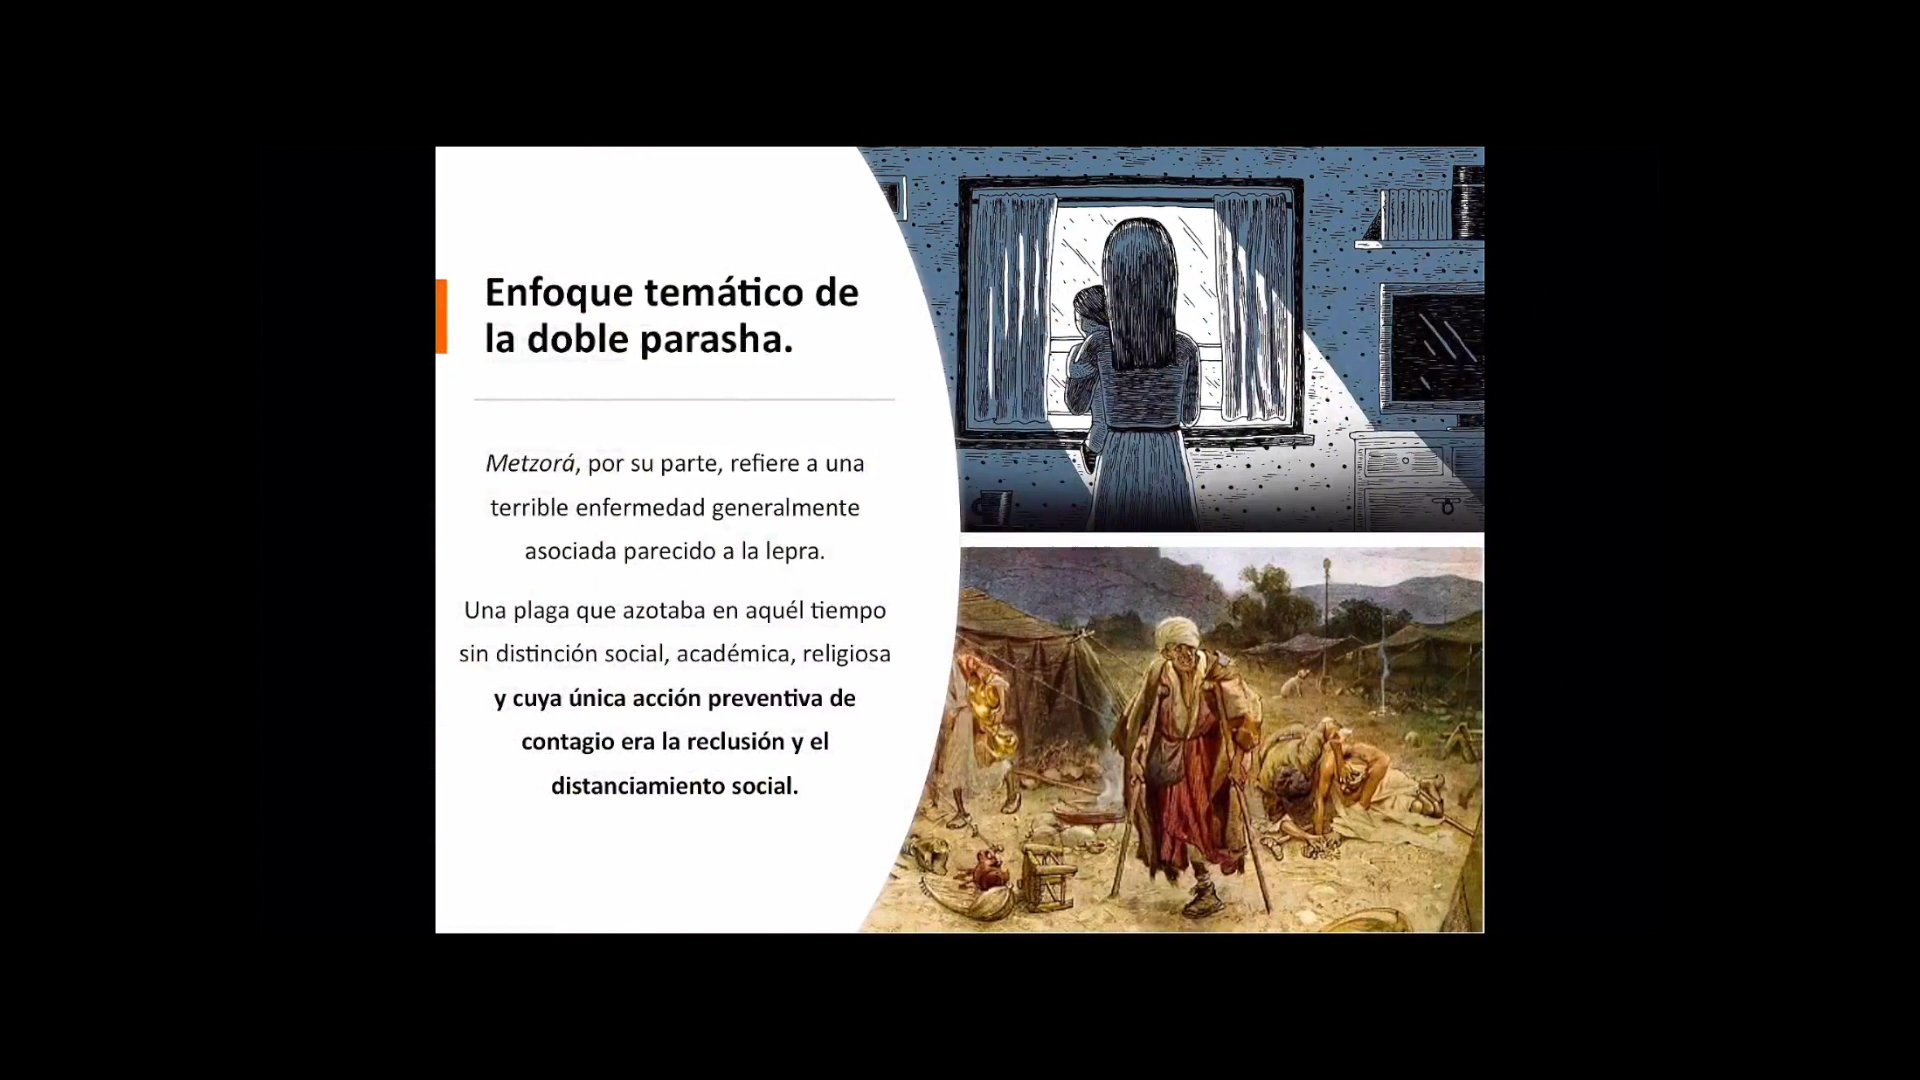 Enfoque temático de
la doble parasha.
Metzorá, por su parte, refiere a una
terrible enfermedad generalmente
asociada parecido a la lepra.
Una plaga que azotaba en aquél tiempo
sin distinción social, académica, religiosa
y cuya única acción preventiva de
contagio era la reclusión y el
distanciamiento social.